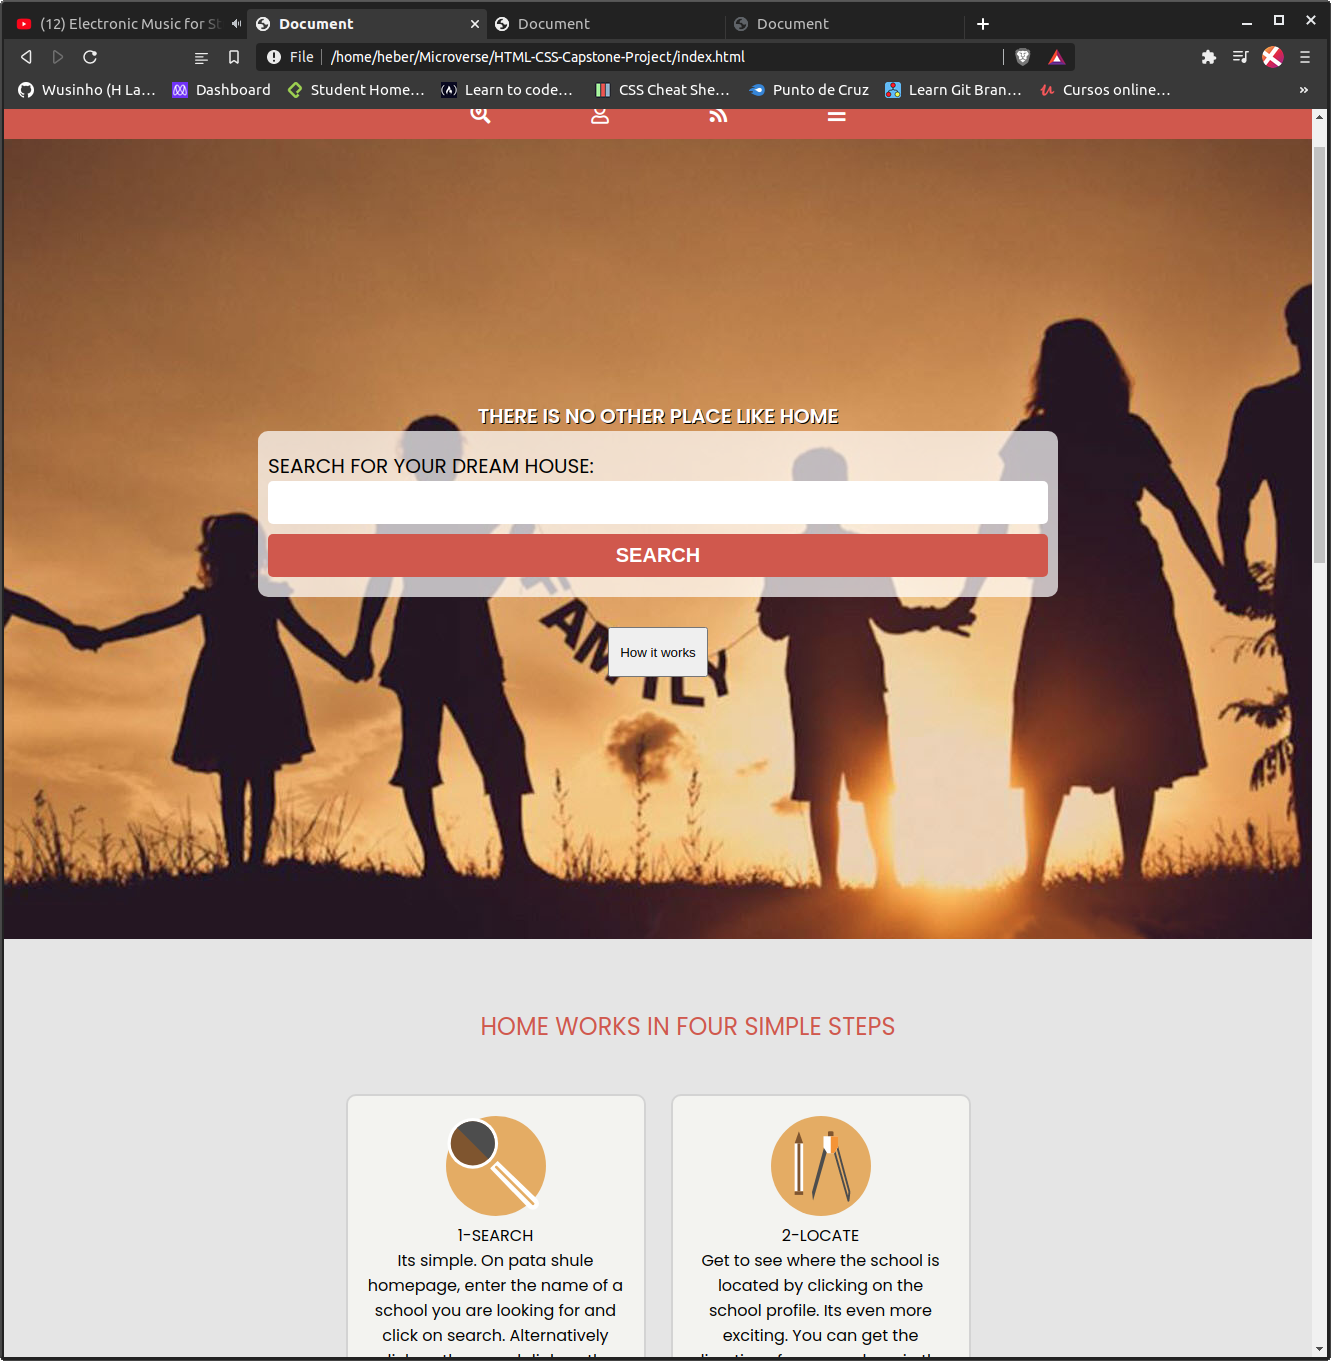 (12) Electronic Music for St
Document
Document
Document
File
/home/heber/Microverse/HTML-CSS-Capstone-Project/index.html
Wusinho (H La...
Dashboard
Student Home...
Learn to code...
CSS Cheat She...
Punto de Cruz
Learn Git Bran...
Cursos online...
»
THERE IS NO OTHER PLACE LIKE HOME
SEARCH FOR YOUR DREAM HOUSE:
SEARCH
FAMILY
How it works
HOME WORKS IN FOUR SIMPLE STEPS
1-SEARCH
Its simple. On pata shule
homepage, enter the name of a
school you are looking for and
click on search. Alternatively
2-LOCATE
Get to see where the school is
located by clicking on the
school profile. Its even more
exciting. You can get the